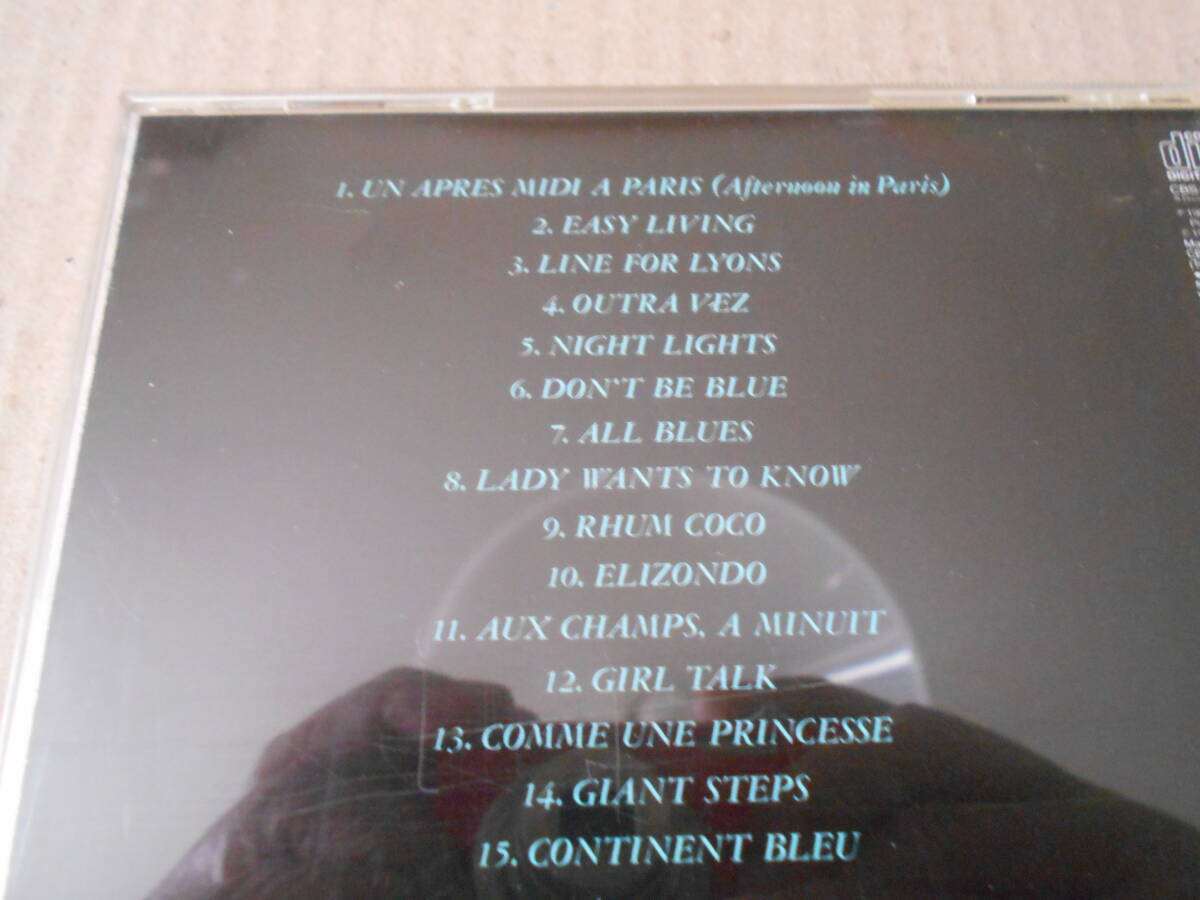 1. UN APRES MIDI A PARIS (Afternoon in Paris)
2. EASY LIVING
3. LINE FOR LYONS
4. OUTRA VEZ
5. NIGHT LIGHTS
6. DON'T BE BLUE
7. ALL BLUES
8. LADY WANTS TO KNOW
9. RHUM COCO
10. ELIZONDO
11. AUX CHAMPS, A MINUIT
12. GIRL TALK
13. COMME UNE PRINCESSE
14. GIANT STEPS
15. CONTINENT BLEU